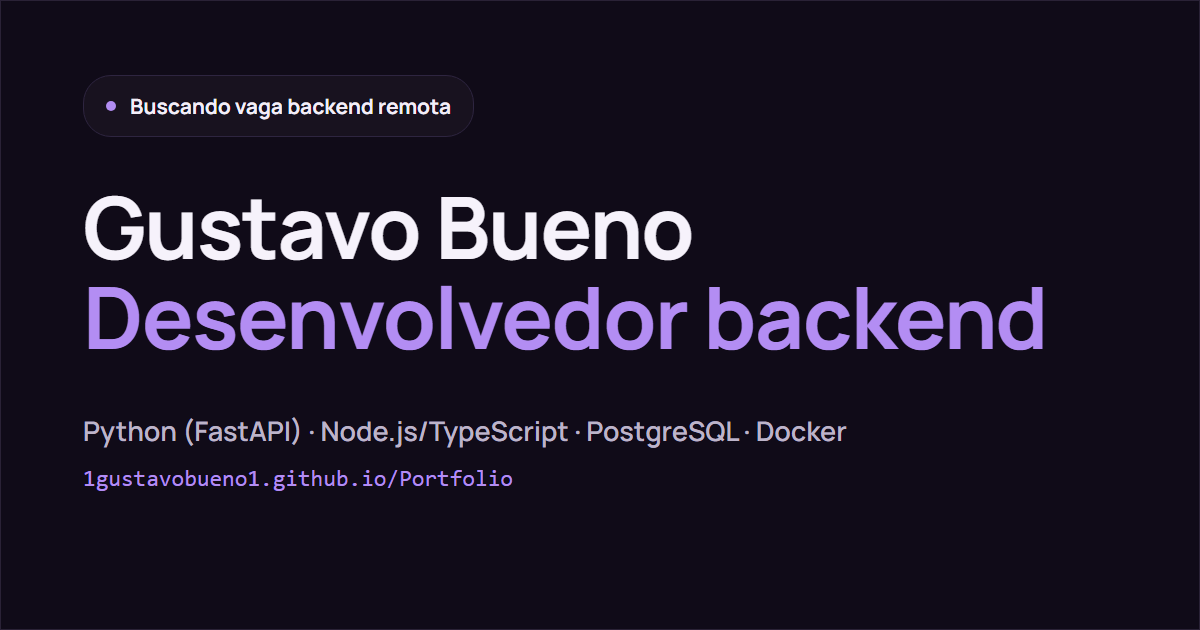 Buscando vaga backend remota
Gustavo Bueno
Desenvolvedor backend
Python (FastAPI) · Node.js/TypeScript · PostgreSQL · Docker
1gustavobueno1.github.io/Portfolio